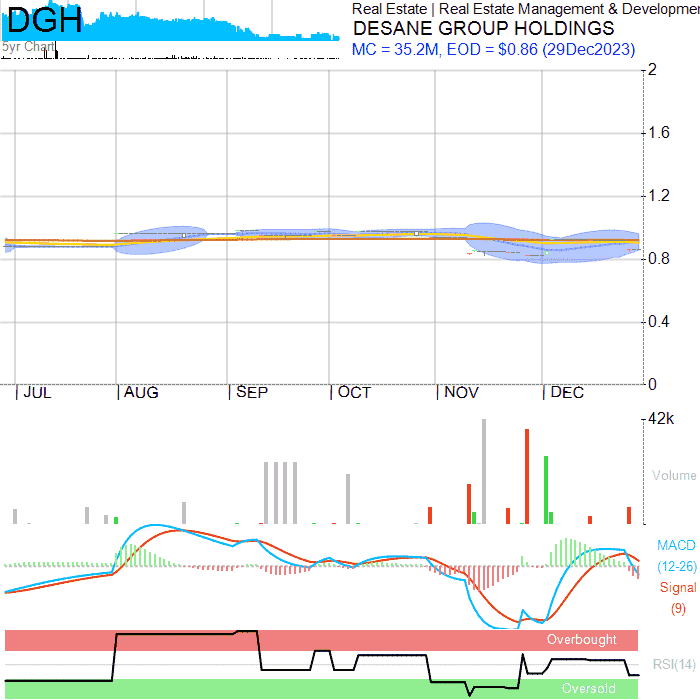 DGH
5yr Chart
Real Estate | Real Estate Management & Developmen
DESANE GROUP HOLDINGS
MC = 35.2M, EOD = $0.86 (29Dec2023)
2
1.6
1.2
0.8
0.4
0
JUL AUG SEP OCT NOV DEC
42k
Volume
MACD
(12-26)
Signal
(9)
Overbought
RSI(14)
Oversold